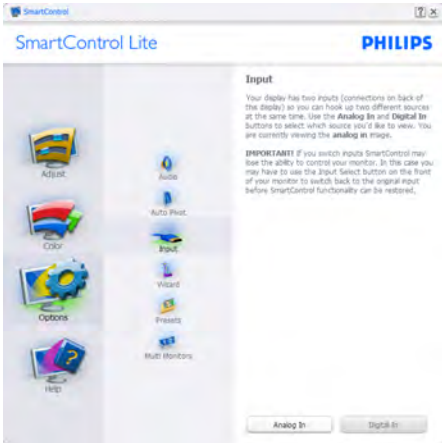 SmartControl
SmartControl Lite
PHILIPS
Adjust
Color
Options
Help
Audio
Auto Pivot
Input
Wizard
Presets
Multi Monitors
Input
Your display has two inputs (connections on back of
this display) so you can hook up two different sources
at the same time. Use the Analog In and Digital In
buttons to select which source you'd like to view. You
are currently viewing the analog in image.
IMPORTANT! If you switch inputs SmartControl may
lose the ability to control your monitor. In this case you
may have to use the Input Select button on the front
of your monitor to switch back to the original input
before SmartControl functionality can be restored.
Analog In
Digital In